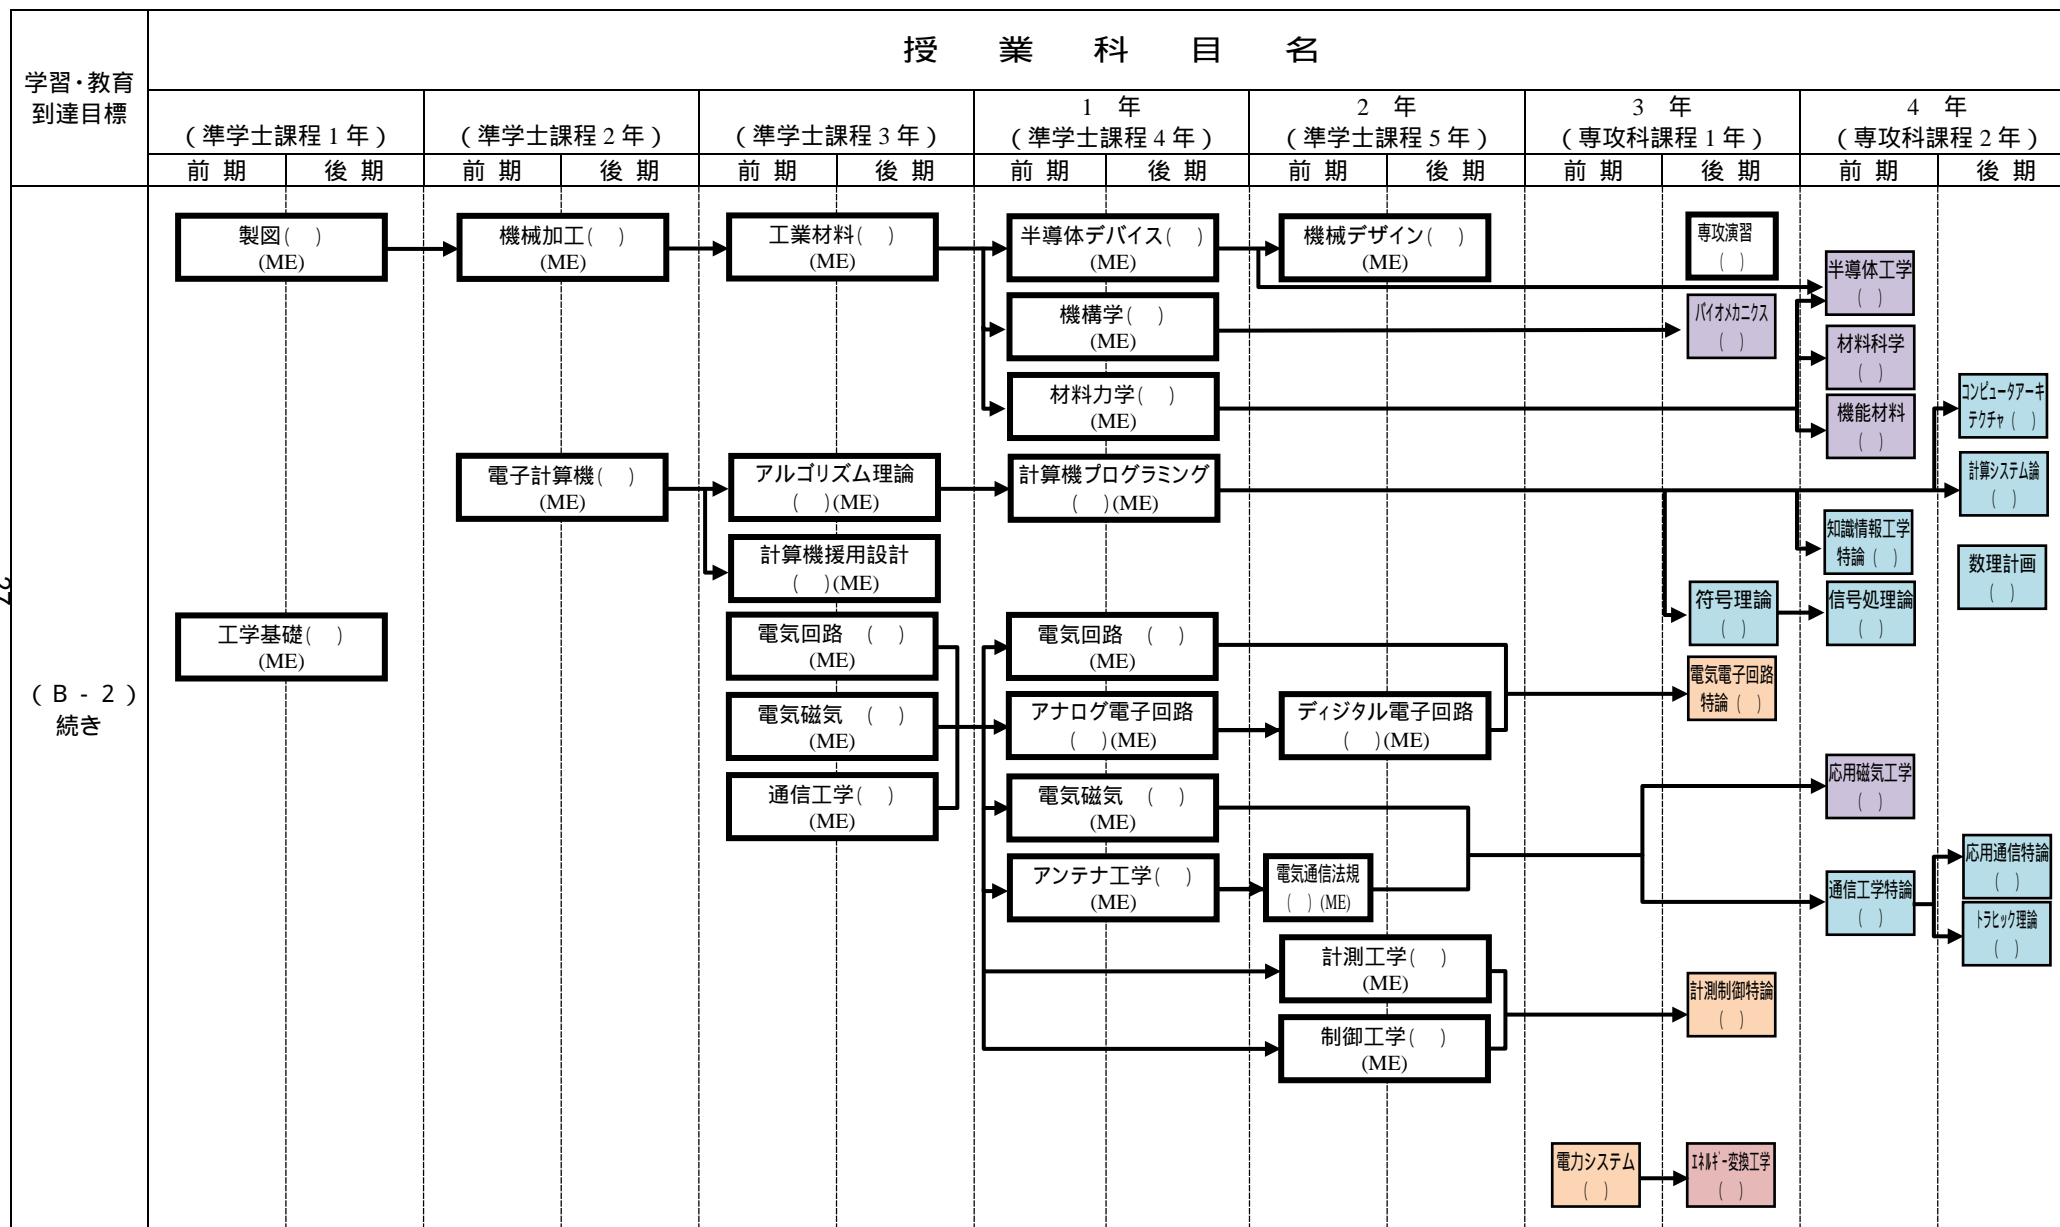 授 業 科 目 名
学習・教育
到達目標
1 年
2 年
3 年
4 年
(準学士課程 1 年)
(準学士課程 2 年)
(準学士課程 3 年)
(準学士課程 4 年)
(準学士課程 5 年)
(専攻科課程 1 年)
(専攻科課程 2 年)
前 期
後 期
前 期
後 期
前 期
後 期
前 期
後 期
前 期
後 期
前 期
後 期
前 期
後 期
(B - 2)
続き
27
製図( )
(ME)
機械加工( )
(ME)
工業材料( )
(ME)
半導体デバイス( )
(ME)
機械デザイン( )
(ME)
専攻演習
( )
半導体工学
( )
機構学( )
(ME)
バイオメカニクス
( )
材料科学
( )
材料力学( )
(ME)
機能材料
( )
コンピュータアーキ
テクチャ( )
電子計算機( )
(ME)
アルゴリズム理論
( )(ME)
計算機プログラミング
( )(ME)
計算システム論
( )
計算機援用設計
( )(ME)
知識情報工学
特論( )
数理計画
( )
工学基礎( )
(ME)
電気回路 ( )
(ME)
電気回路 ( )
(ME)
符号理論
( )
信号処理論
( )
電気磁気 ( )
(ME)
アナログ電子回路
( )(ME)
ディジタル電子回路
( )(ME)
電気電子回路
特論( )
通信工学( )
(ME)
電気磁気 ( )
(ME)
応用磁気工学
( )
アンテナ工学( )
(ME)
電気通信法規
( )(ME)
通信工学特論
( )
応用通信特論
( )
トラヒック理論
( )
計測工学( )
(ME)
計測制御特論
( )
制御工学( )
(ME)
電力システム
( )
エネルギー変換工学
( )